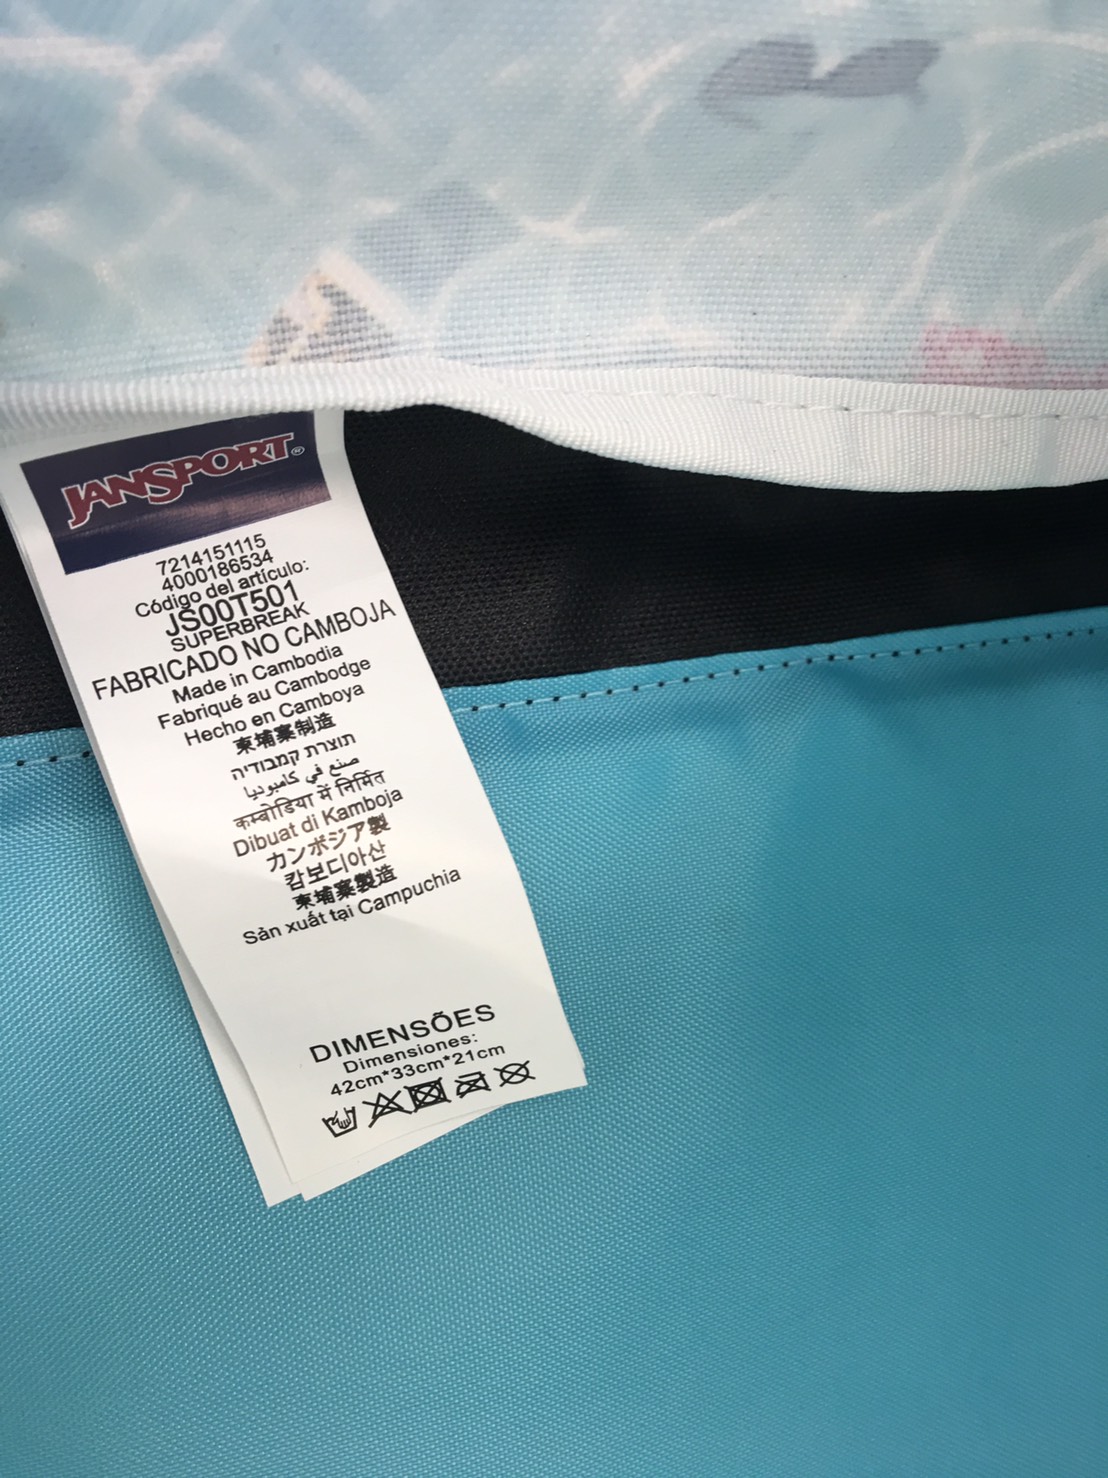 JANSPORT®
7214151115
4000186534
Código del artículo:
JS00T501
SUPERBREAK
FABRICADO NO CAMBOJA
Made in Cambodia
Fabriqué au Cambodge
Hecho en Camboya
柬埔寨制造
תוצרת קמבודיה
صنع في كامبوديا
कम्बोडिया में निर्मित
Dibuat di Kamboja
カンボジア製
캄보디아산
柬埔寨製造
Sản xuất tại Campuchia
DIMENSÕES
Dimensiones:
42cm*33cm*21cm